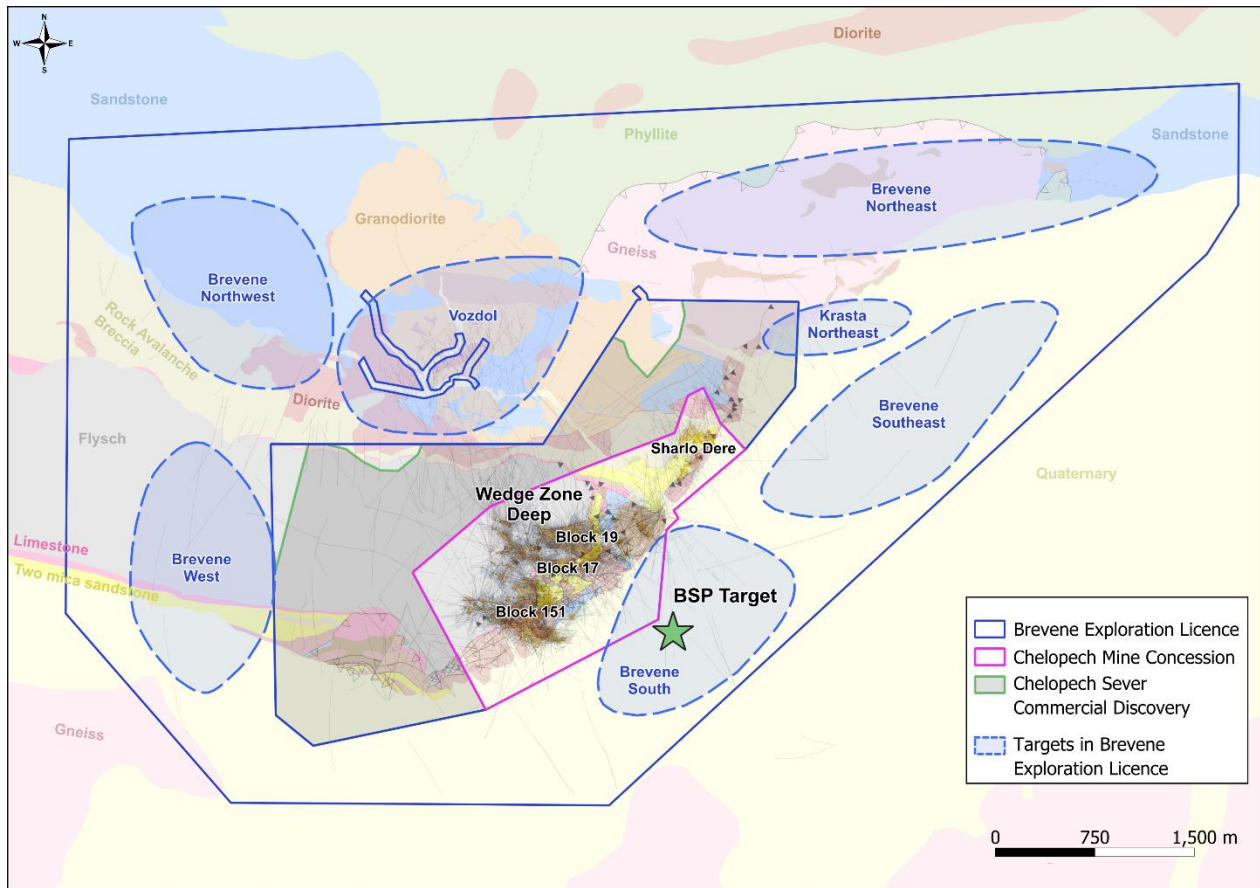 N
W
E
S
Diorite
Sandstone
Phyllite
Sandstone
Brevene
Northeast
Granodiorite
Gneiss
Brevene
Northwest
Rock Avalanche
Breccia
Vozdol
Krasta
Northeast
Diorite
Brevene
Southeast
Flysch
Sharlo Dere
Quaternary
Wedge Zone
Deep
Block 19
Limestone
Brevene
West
Block 17
Two mica sandstone
BSP Target
Block 151
Brevene
South
Gneiss
Brevene Exploration Licence
Chelopech Mine Concession
Chelopech Sever
Commercial Discovery
Targets in Brevene
Exploration Licence
0 750 1,500 m